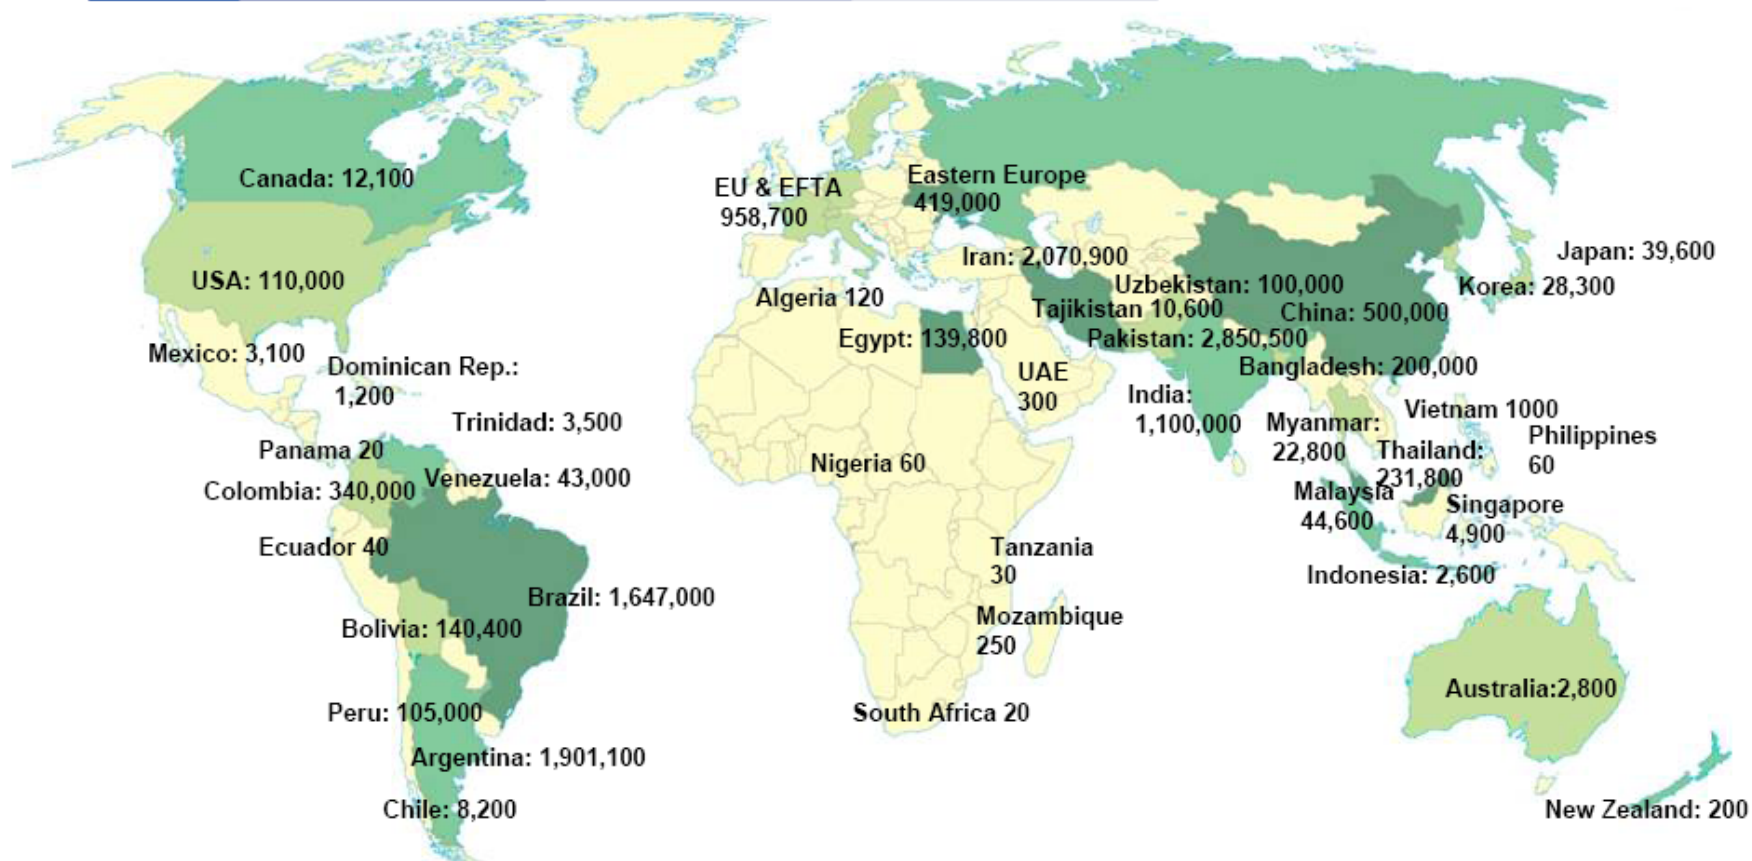 Canada: 12,100
EU & EFTA
958,700
Eastern Europe
419,000
USA: 110,000
Iran: 2,070,900
Japan: 39,600
Uzbekistan: 100,000
Korea: 28,300
Algeria 120
Tajikistan 10,600
China: 500,000
Egypt: 139,800
Pakistan: 2,850,500
Mexico: 3,100
Dominican Rep.:
1,200
UAE
300
Bangladesh: 200,000
India:
1,100,000
Trinidad: 3,500
Myanmar:
22,800
Vietnam 1000
Philippines
60
Panama 20
Nigeria 60
Thailand:
231,800
Venezuela: 43,000
Colombia: 340,000
Malaysia
44,600
Singapore
4,900
Ecuador 40
Tanzania
30
Indonesia: 2,600
Brazil: 1,647,000
Bolivia: 140,400
Mozambique
250
Australia:2,800
Peru: 105,000
South Africa 20
Argentina: 1,901,100
Chile: 8,200
New Zealand: 200